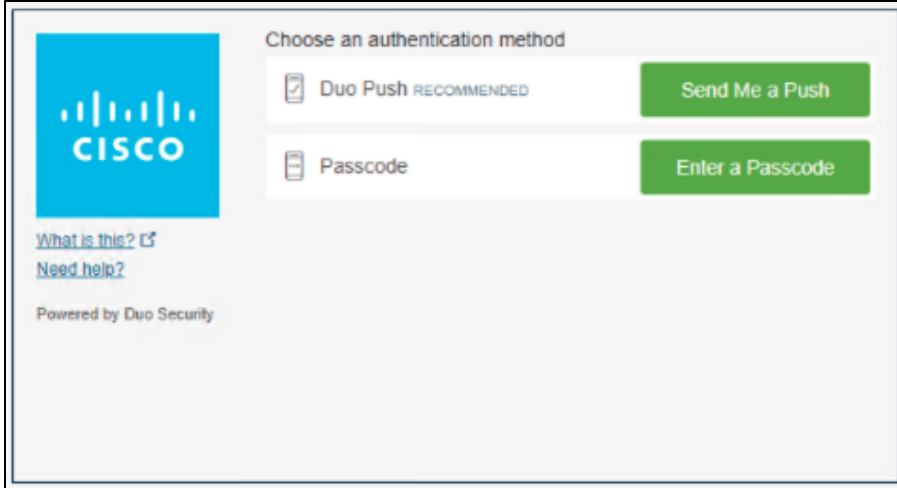 Choose an authentication method
Duo Push RECOMMENDED
Send Me a Push
CISCO
Passcode
Enter a Passcode
What is this?
Need help?
Powered by Duo Security